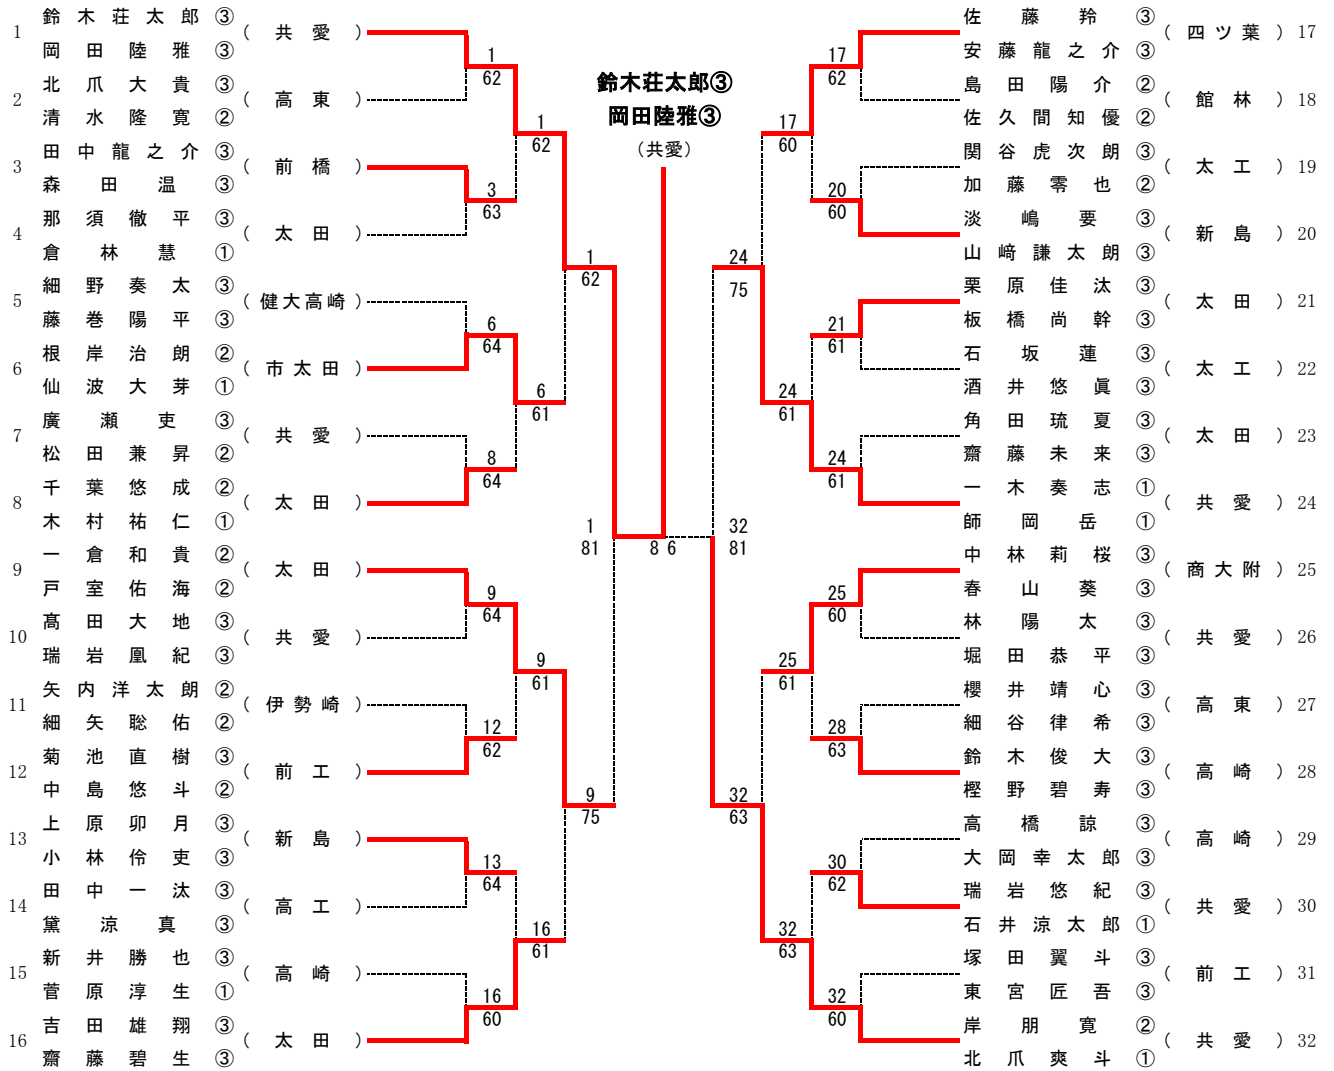 鈴木荘太郎③
1 (共愛)
岡田陸雅③
北爪大貴③
2 (高東)
清水隆寛②
田中龍之介③
3 (前橋)
森田温③
那須徹平③
4 (太田)
倉林慧①
細野奏太③
5 (健大高崎)
藤巻陽平③
根岸治朗②
6 (市太田)
仙波大芽①
廣瀬吏③
7 (共愛)
松田兼昇②
千葉悠成②
8 (太田)
木村祐仁①
一倉和貴②
9 (太田)
戸室佑海②
髙田大地③
10 (共愛)
瑞岩凰紀③
矢内洋太朗②
11 (伊勢崎)
細矢聡佑②
菊池直樹③
12 (前工)
中島悠斗②
上原卯月③
13 (新島)
小林伶吏③
田中一汰③
14 (高工)
黛涼真③
新井勝也③
15 (高崎)
菅原淳生①
吉田雄翔③
16 (太田)
齋藤碧生③
1
62
3
63
6
64
8
64
9
64
12
62
13
64
16
60
1
62
6
61
9
61
16
61
1
62
9
75
1
81
鈴木荘太郎③
岡田陸雅③
(共愛)
8 6
32
81
24
75
32
63
17
60
24
61
25
61
32
63
17
62
20
60
21
61
24
61
25
60
28
63
30
62
32
60
佐藤羚③
(四ツ葉) 17
安藤龍之介③
島田陽介②
(館林) 18
佐久間知優②
関谷虎次朗③
(太工) 19
加藤零也②
淡嶋要③
(新島) 20
山﨑謙太朗③
栗原佳汰③
(太田) 21
板橋尚幹③
石坂蓮③
(太工) 22
酒井悠眞③
角田琉夏③
(太田) 23
齋藤未来③
一木奏志①
(共愛) 24
師岡岳①
中林莉桜③
(商大附) 25
春山葵③
林陽太③
(共愛) 26
堀田恭平③
櫻井靖心③
(高東) 27
細谷律希③
鈴木俊大③
(高崎) 28
樫野碧寿③
高橋諒③
(高崎) 29
大岡幸太郎③
瑞岩悠紀③
(共愛) 30
石井涼太郎①
塚田翼斗③
(前工) 31
東宮匠吾③
岸朋寛②
(共愛) 32
北爪爽斗①